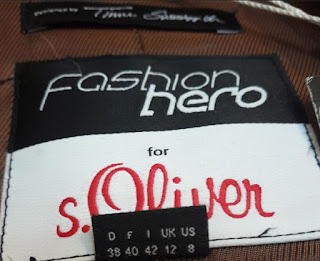 Fashion
hero
for
s.Oliver
D F I UK US
38 40 42 12 8